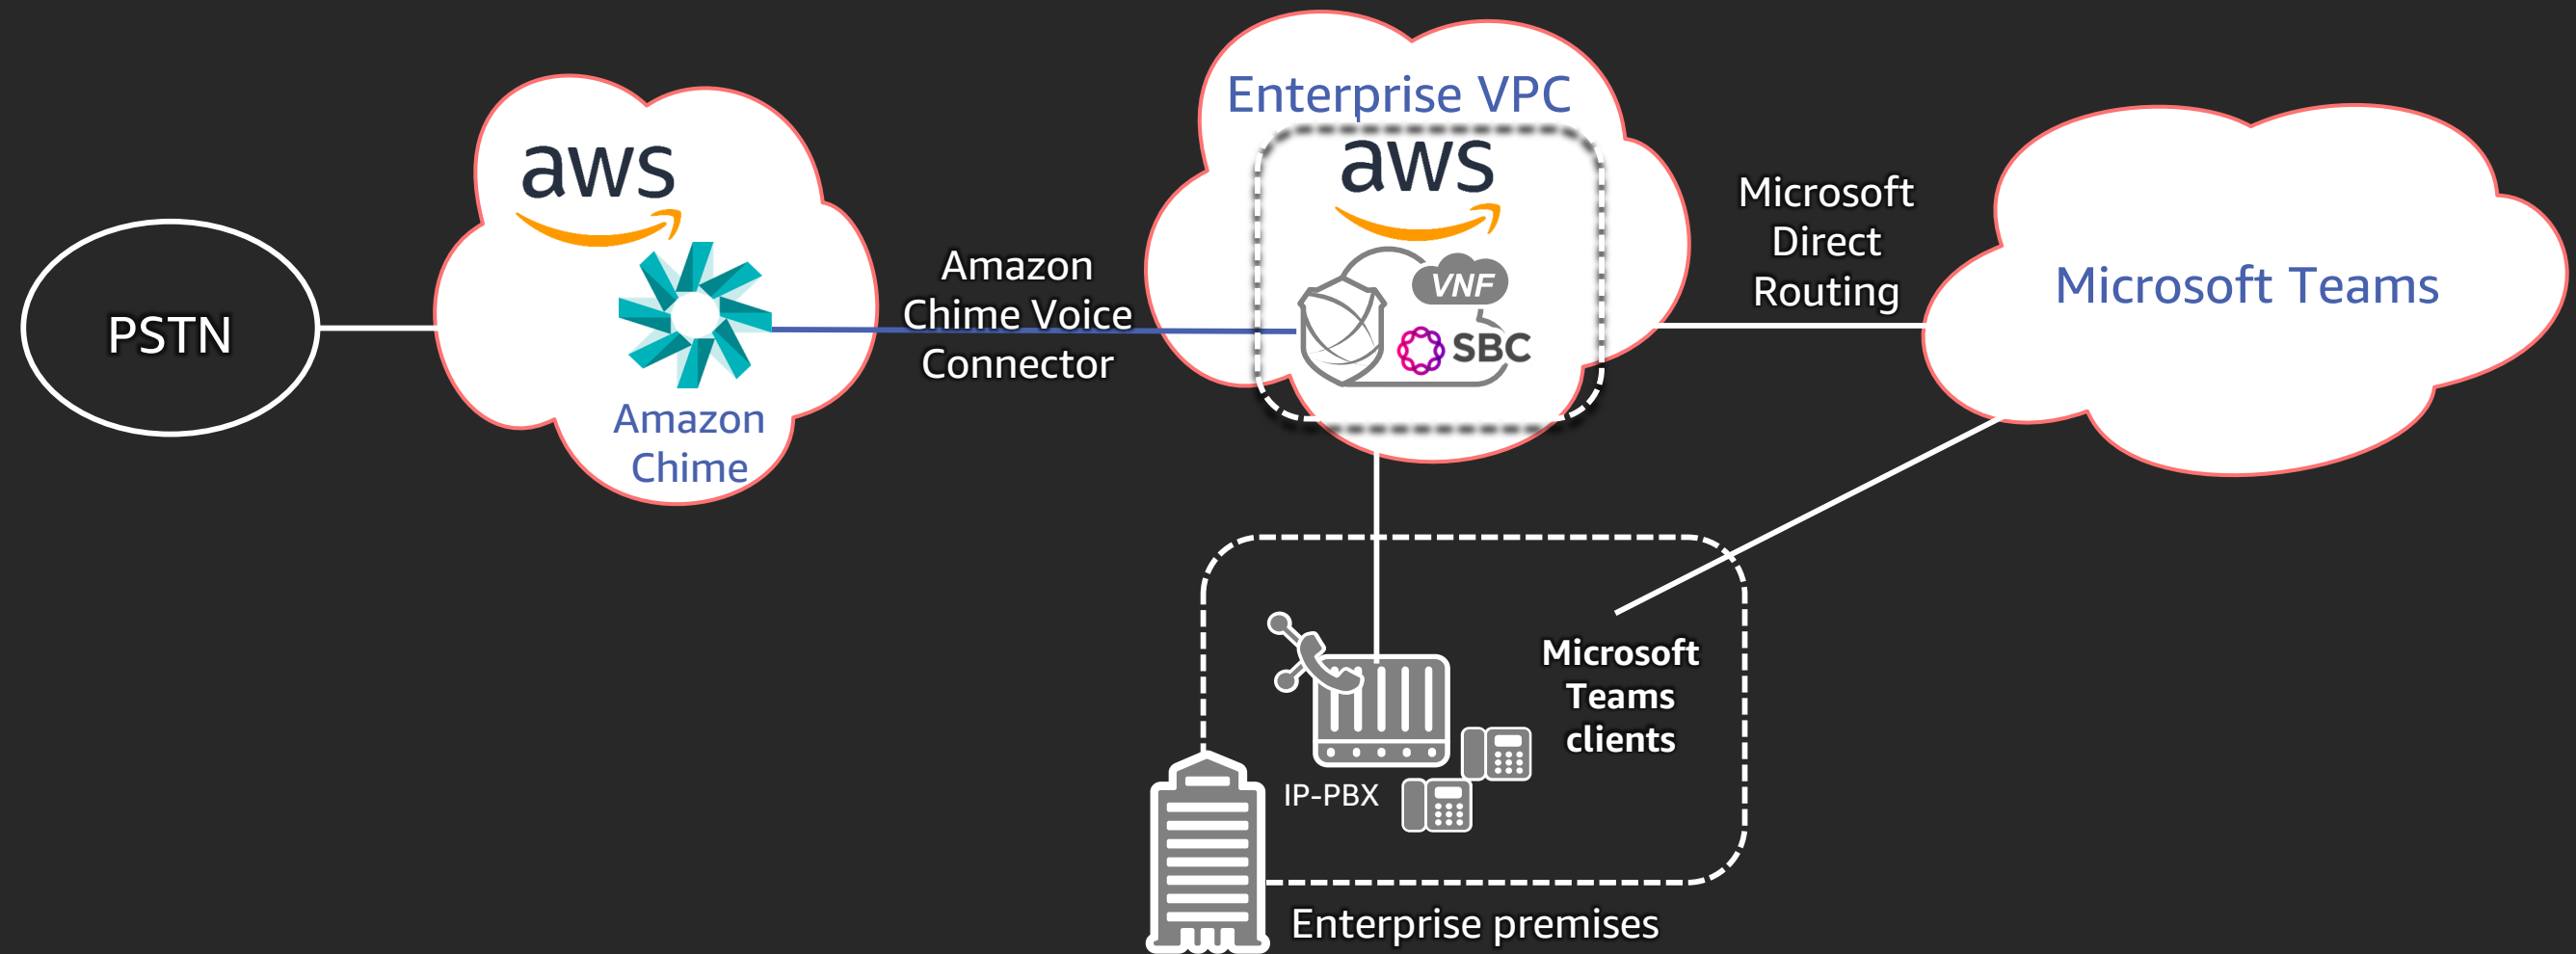 PSTN
aws
Amazon
Chime
Amazon
Chime Voice
Connector
Enterprise VPC
aws
VNF
SBC
Microsoft
Direct
Routing
Microsoft Teams
Microsoft
Teams
clients
IP-PBX
Enterprise premises